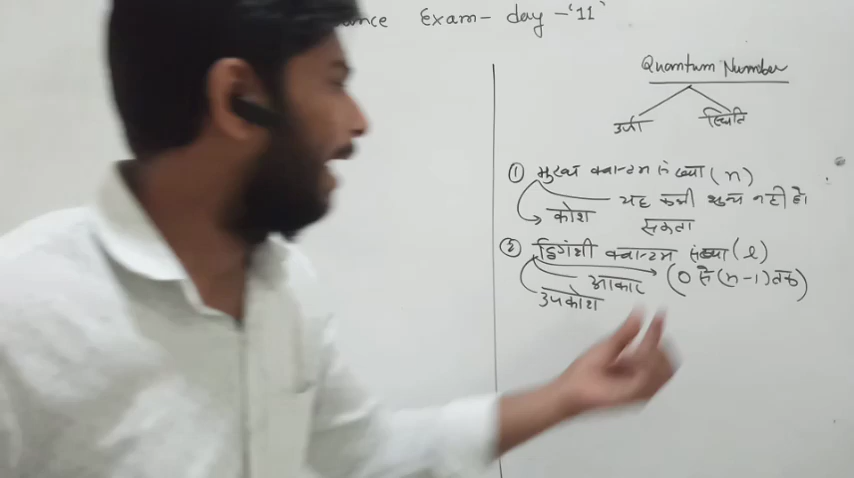 ance Exam- day -'11'
Quantum Number
उर्जा स्थिति
① मुख्य क्वान्टम संख्या (n)
यह कभी शून्य नही हो
कोश
सकता
② द्विगंशी क्वान्टम संख्या (l)
आकार (0 से (n-1) तक)
उपकोश